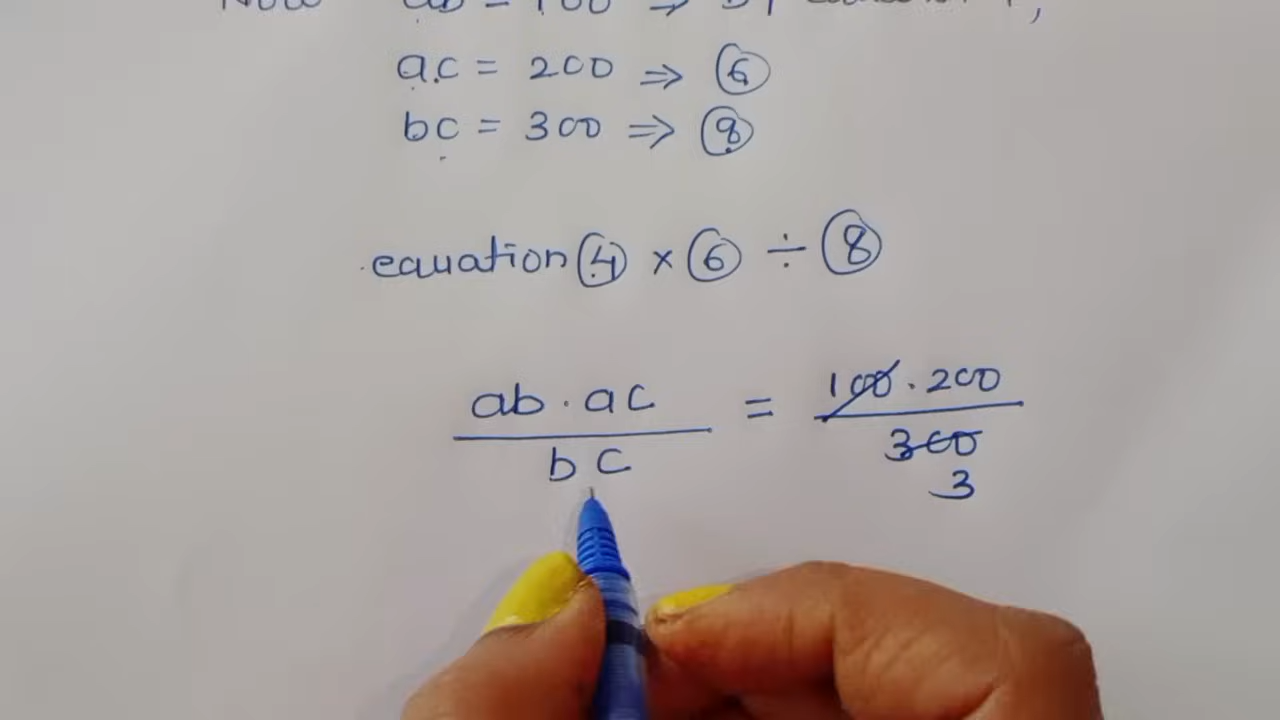 ac = 200 ⇒ ⑥
bc = 300 ⇒ ⑧
equation ④ × ⑥ ÷ ⑧
ab · ac = 100 · 200
bc 300
3